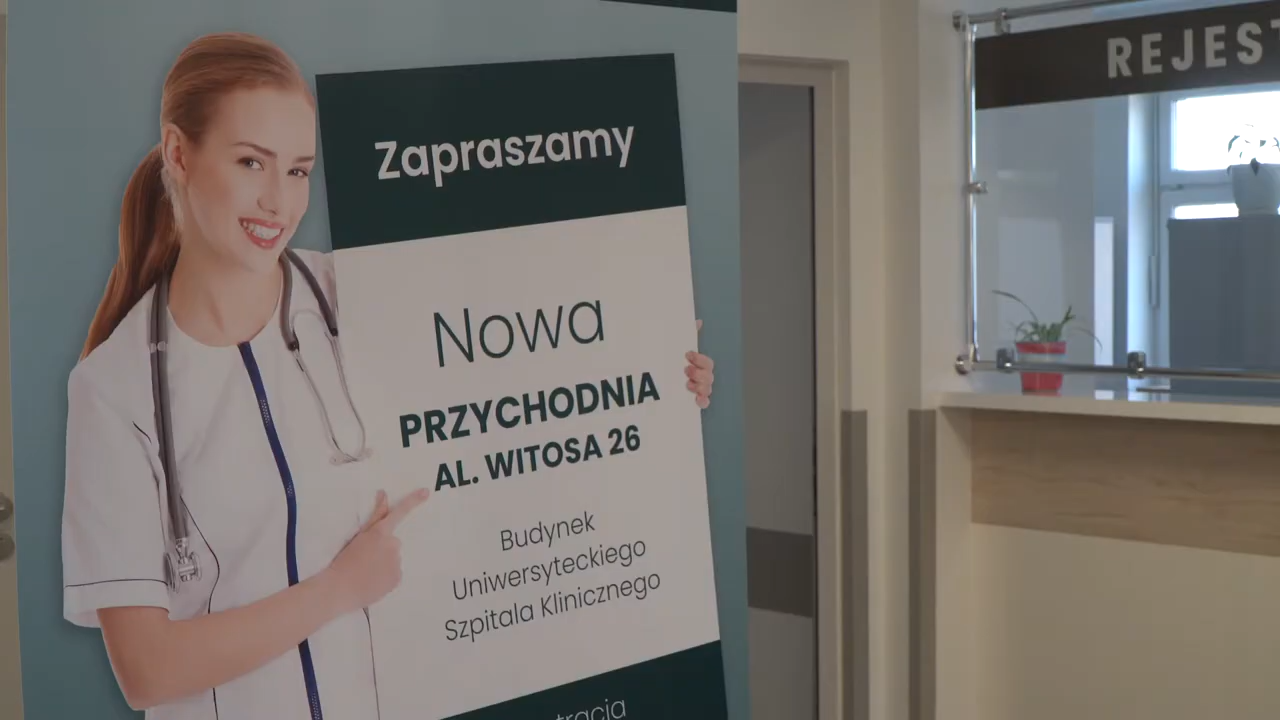 Zapraszamy
Nowa
PRZYCHODNIA
AL. WITOSA 26
Budynek
Uniwersyteckiego
Szpitala Klinicznego